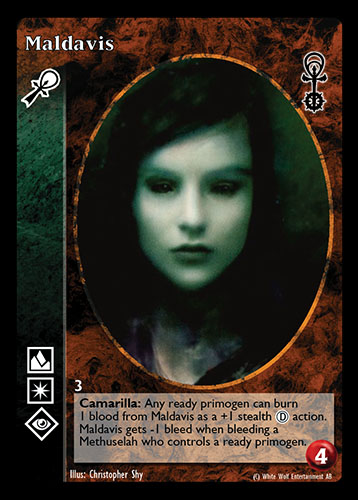 Maldavis
3
Camarilla: Any ready primogen can burn
1 blood from Maldavis as a +1 stealth Ⓓ action.
Maldavis gets -1 bleed when bleeding a
Methuselah who controls a ready primogen.
4
Illus: Christopher Shy
(C) White Wolf Entertainment AB